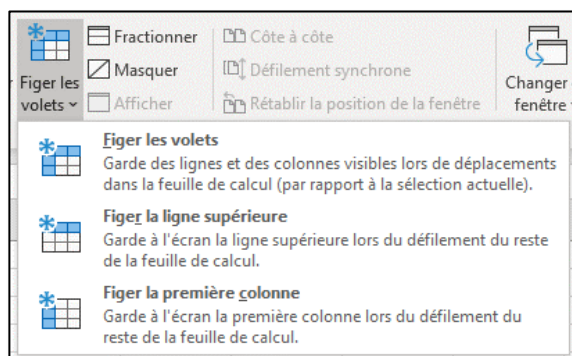 Figer les volets
Fractionner
Masquer
Afficher
Côte à côte
Défilement synchrone
Rétablir la position de la fenêtre
Changer
fenêtre
Figer les volets
Garde des lignes et des colonnes visibles lors de déplacements
dans la feuille de calcul (par rapport à la sélection actuelle).
Figer la ligne supérieure
Garde à l'écran la ligne supérieure lors du défilement du reste
de la feuille de calcul.
Figer la première colonne
Garde à l'écran la première colonne lors du défilement du
reste de la feuille de calcul.